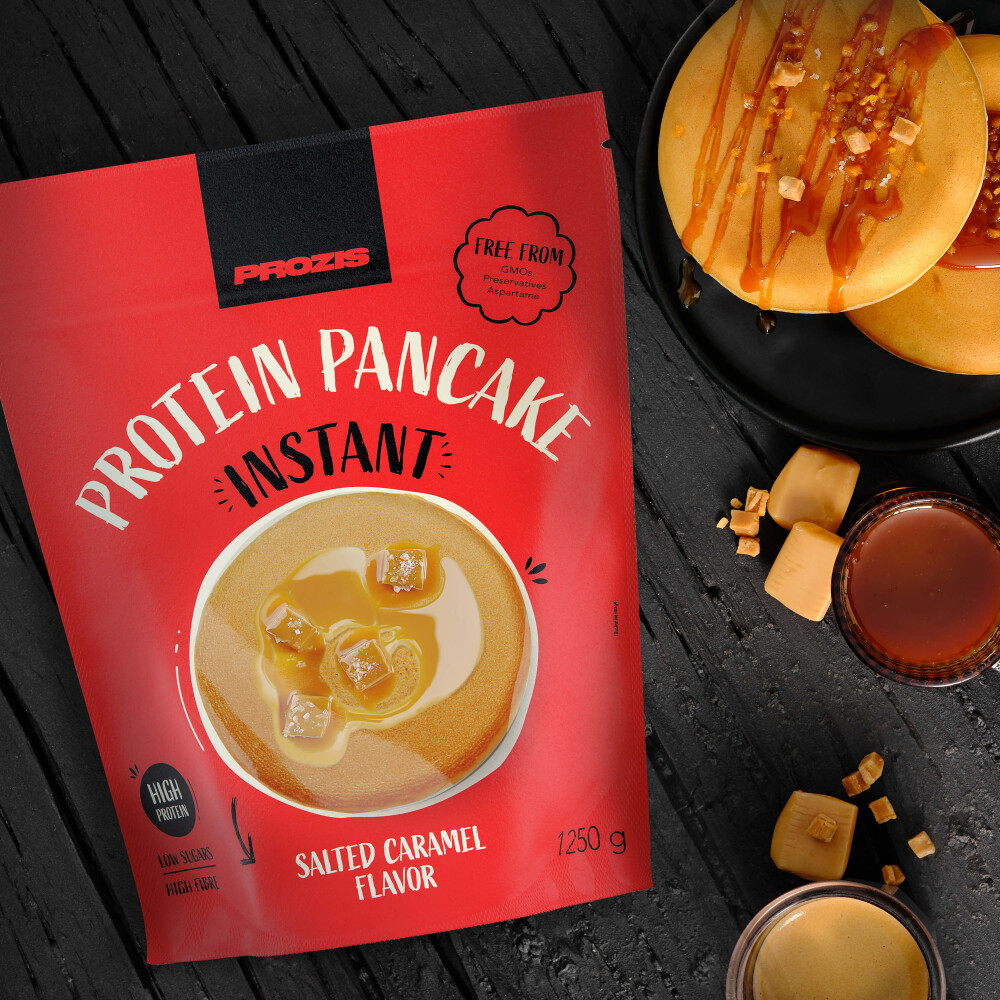 PROZIS
FREE FROM
GMOs
Preservatives
Aspartame
PROTEIN PANCAKE
INSTANT
HIGH
PROTEIN
LOW SUGARS
HIGH FIBRE
SALTED CARAMEL
FLAVOR
1250 g